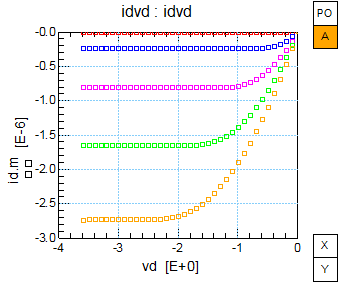 idvd : idvd
PO
A
-0.0
-0.5
-1.0
-1.5
-2.0
-2.5
-3.0
id.m [E-6]
-4
-3
-2
-1
0
vd [E+0]
X
Y